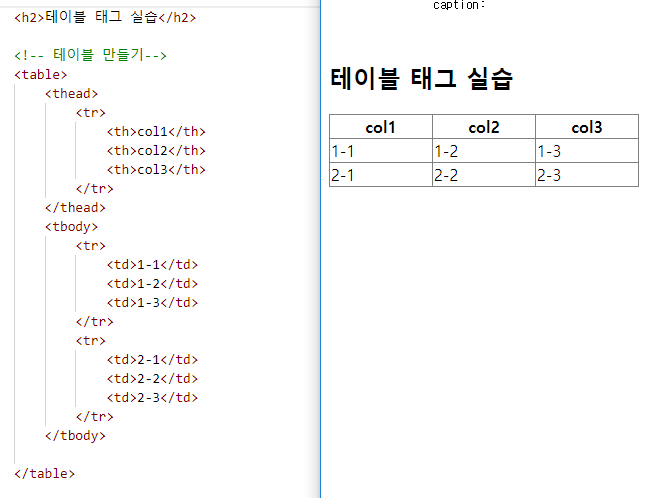 <h2>테이블 태그 실습</h2>
<!-- 테이블 만들기-->
<table>
<thead>
<tr>
<th>col1</th>
<th>col2</th>
<th>col3</th>
</tr>
</thead>
<tbody>
<tr>
<td>1-1</td>
<td>1-2</td>
<td>1-3</td>
</tr>
<tr>
<td>2-1</td>
<td>2-2</td>
<td>2-3</td>
</tr>
</tbody>
</table>
caption:
테이블 태그 실습
col1 col2 col3
1-1 1-2 1-3
2-1 2-2 2-3